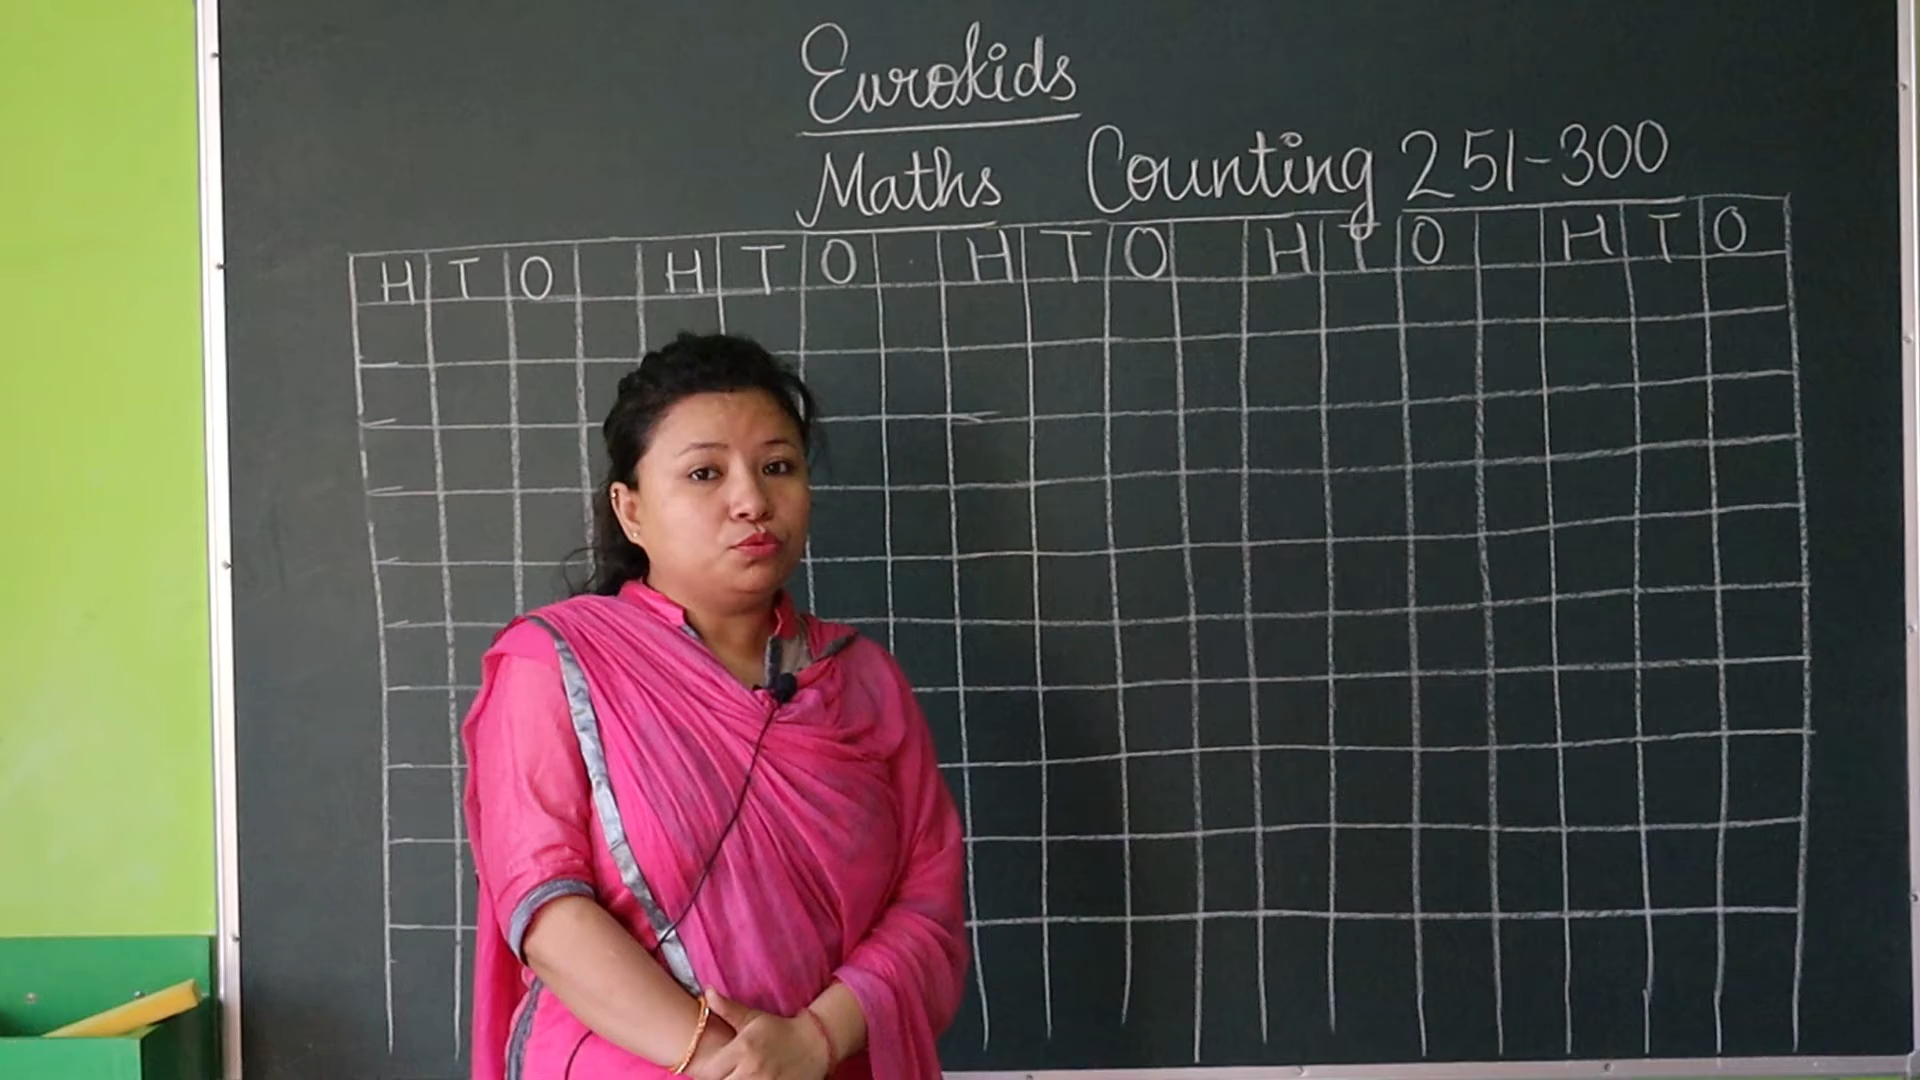 Eurokids
Maths Counting 251-300
H T O H T O H T O H T O H T O